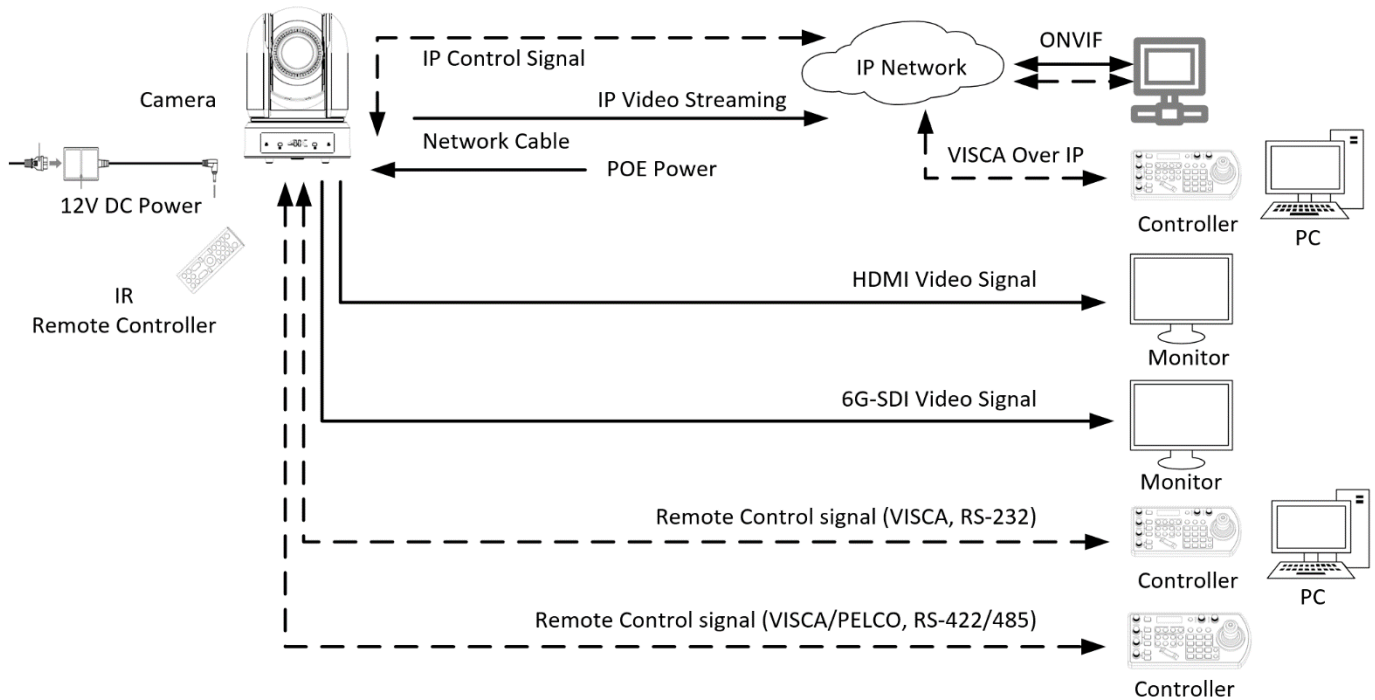 ONVIF
IP Control Signal
IP Network
Camera
IP Video Streaming
Network Cable
VISCA Over IP
POE Power
12V DC Power
Controller
PC
HDMI Video Signal
IR
Remote Controller
Monitor
6G-SDI Video Signal
Monitor
Remote Control signal (VISCA, RS-232)
Controller
PC
Remote Control signal (VISCA/PELCO, RS-422/485)
Controller